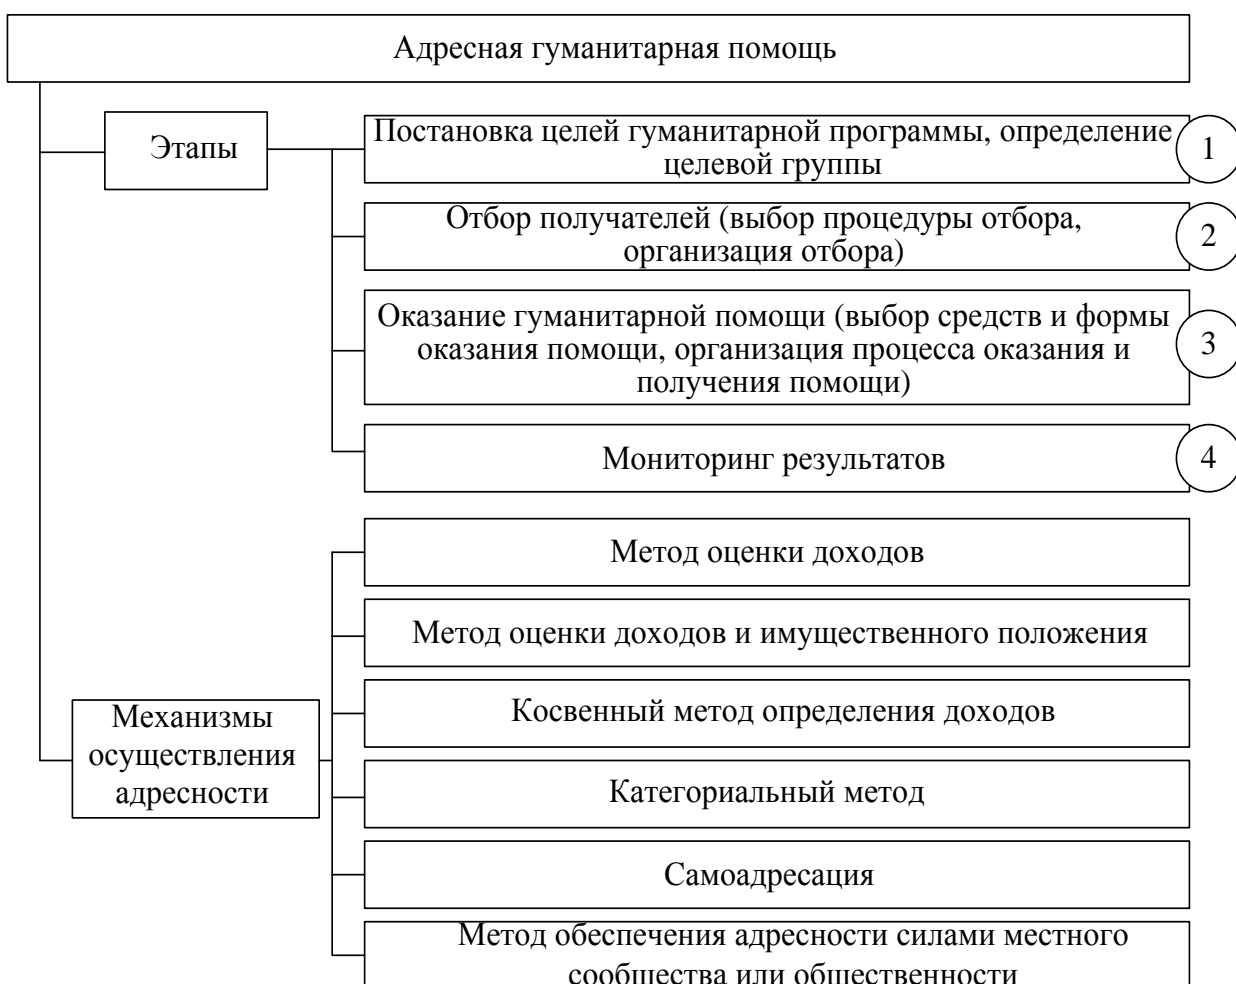 Адресная гуманитарная помощь
Этапы
Постановка целей гуманитарной программы, определение
целевой группы
1
Отбор получателей (выбор процедуры отбора,
организация отбора)
2
Оказание гуманитарной помощи (выбор средств и формы
оказания помощи, организация процесса оказания и
получения помощи)
3
Мониторинг результатов
4
Механизмы
осуществления
адресности
Метод оценки доходов
Метод оценки доходов и имущественного положения
Косвенный метод определения доходов
Категориальный метод
Самоадресация
Метод обеспечения адресности силами местного
сообщества или общественности